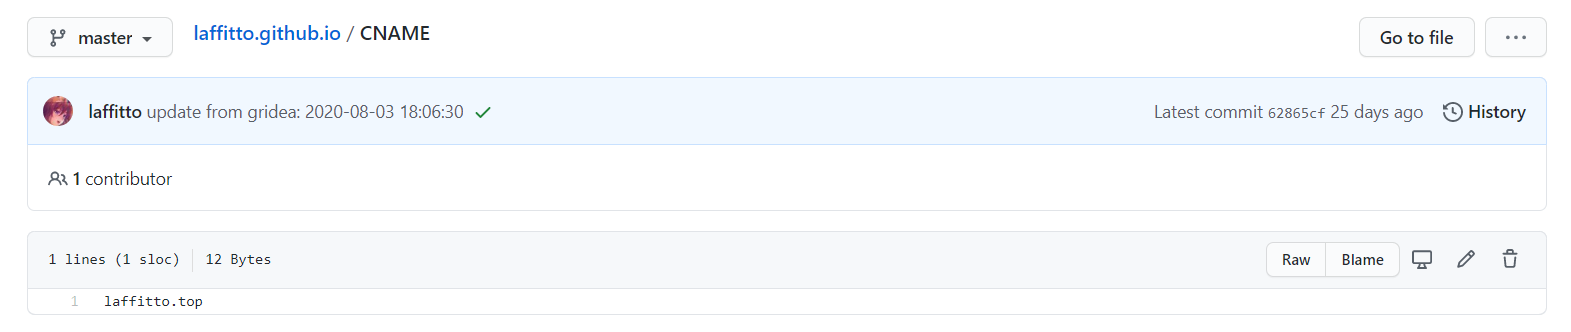 master
laffitto.github.io / CNAME
Go to file
laffitto update from gridea: 2020-08-03 18:06:30
Latest commit 62865cf 25 days ago
History
1 contributor
1 lines (1 sloc)
12 Bytes
Raw
Blame
1 laffitto.top